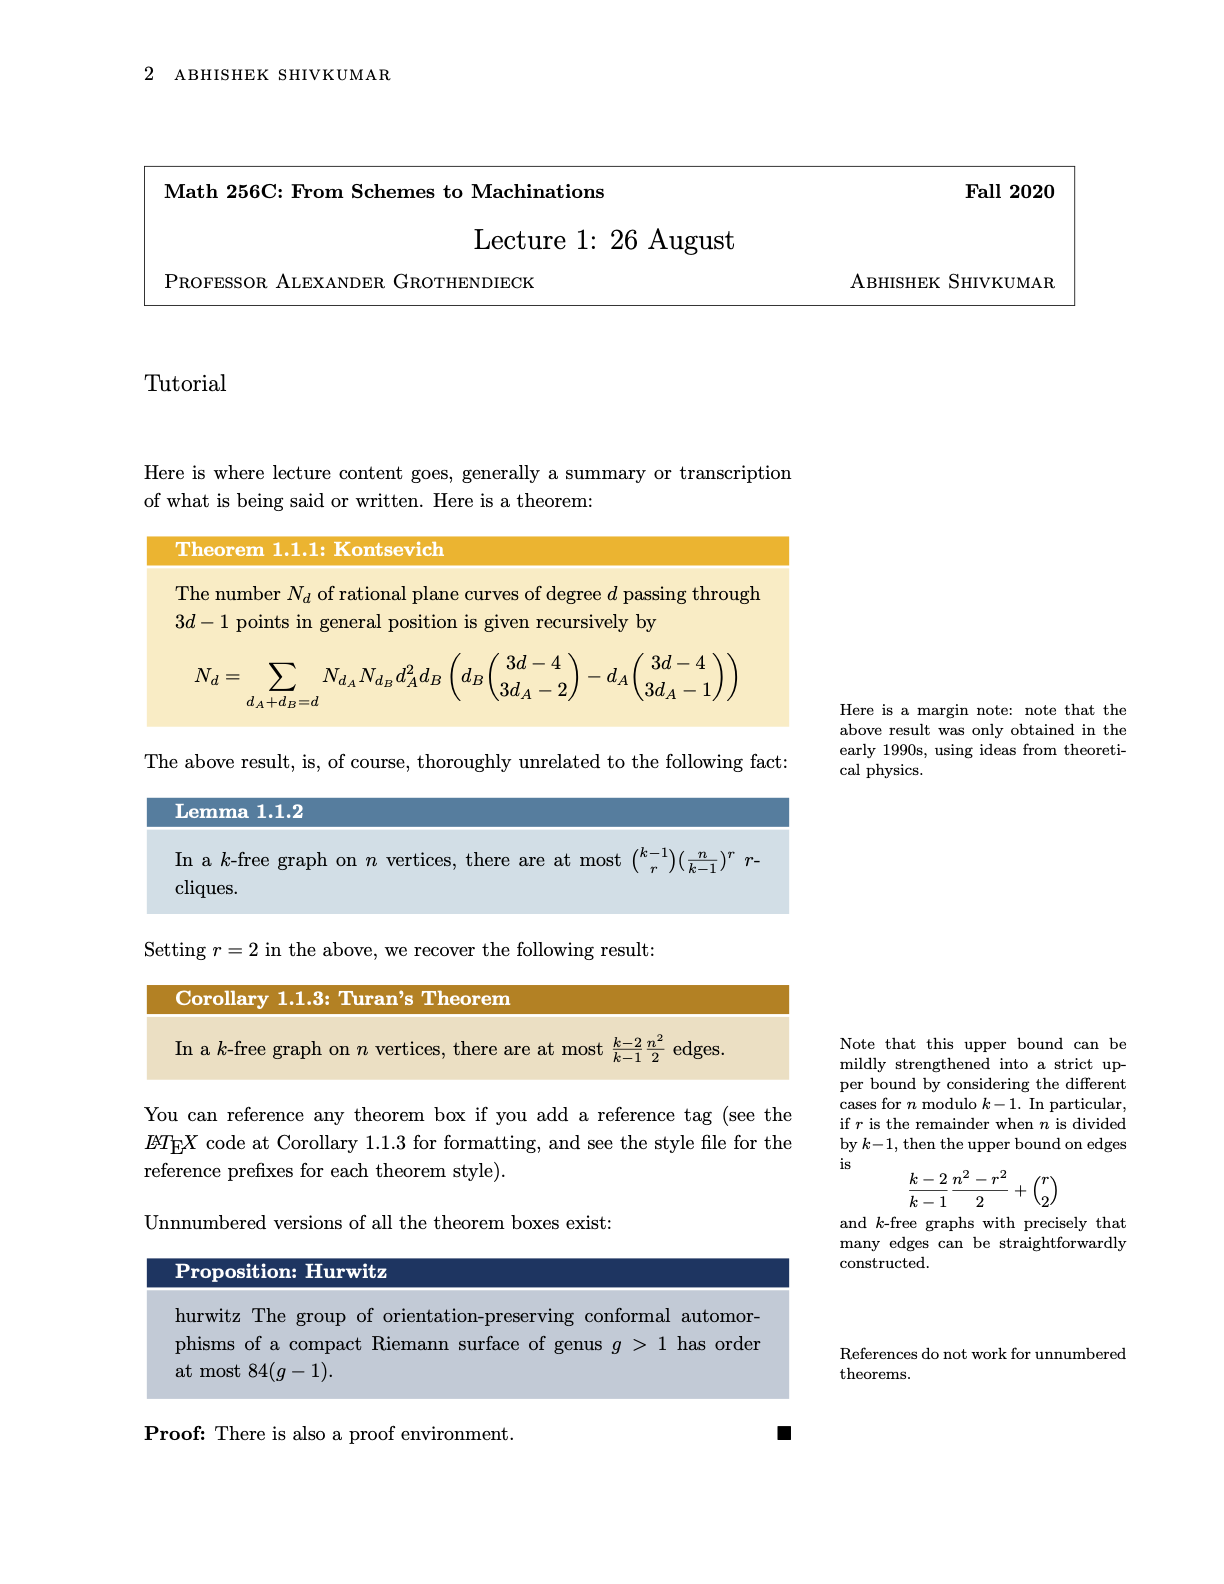 2 ABHISHEK SHIVKUMAR
Math 256C: From Schemes to Machinations Fall 2020
Lecture 1: 26 August
Professor Alexander Grothendieck Abhishek Shivkumar
Tutorial
Here is where lecture content goes, generally a summary or transcription
of what is being said or written. Here is a theorem:
Theorem 1.1.1: Kontsevich
The number $N_d$ of rational plane curves of degree $d$ passing through
$3d - 1$ points in general position is given recursively by
$N_d = \sum_{d_A + d_B = d} N_{d_A} N_{d_B} d_A^2 d_B \left( d_B \binom{3d-4}{3d_A-2} - d_A \binom{3d-4}{3d_A-1} \right)$
Here is a margin note: note that the
above result was only obtained in the
early 1990s, using ideas from theoreti-
cal physics.
The above result, is, of course, thoroughly unrelated to the following fact:
Lemma 1.1.2
In a $k$-free graph on $n$ vertices, there are at most $\binom{k-1}{r}(\frac{n}{k-1})^r$ $r$-
cliques.
Setting $r = 2$ in the above, we recover the following result:
Corollary 1.1.3: Turan's Theorem
In a $k$-free graph on $n$ vertices, there are at most $\frac{k-2}{k-1}\frac{n^2}{2}$ edges.
Note that this upper bound can be
mildly strengthened into a strict up-
per bound by considering the different
cases for $n$ modulo $k-1$. In particular,
if $r$ is the remainder when $n$ is divided
by $k-1$, then the upper bound on edges
is
$\frac{k-2}{k-1}\frac{n^2-r^2}{2} + \binom{r}{2}$
and $k$-free graphs with precisely that
many edges can be straightforwardly
constructed.
You can reference any theorem box if you add a reference tag (see the
LATEX code at Corollary 1.1.3 for formatting, and see the style file for the
reference prefixes for each theorem style).
Unnnumbered versions of all the theorem boxes exist:
Proposition: Hurwitz
hurwitz The group of orientation-preserving conformal automor-
phisms of a compact Riemann surface of genus $g > 1$ has order
at most $84(g - 1)$.
References do not work for unnumbered
theorems.
Proof: There is also a proof environment. ■